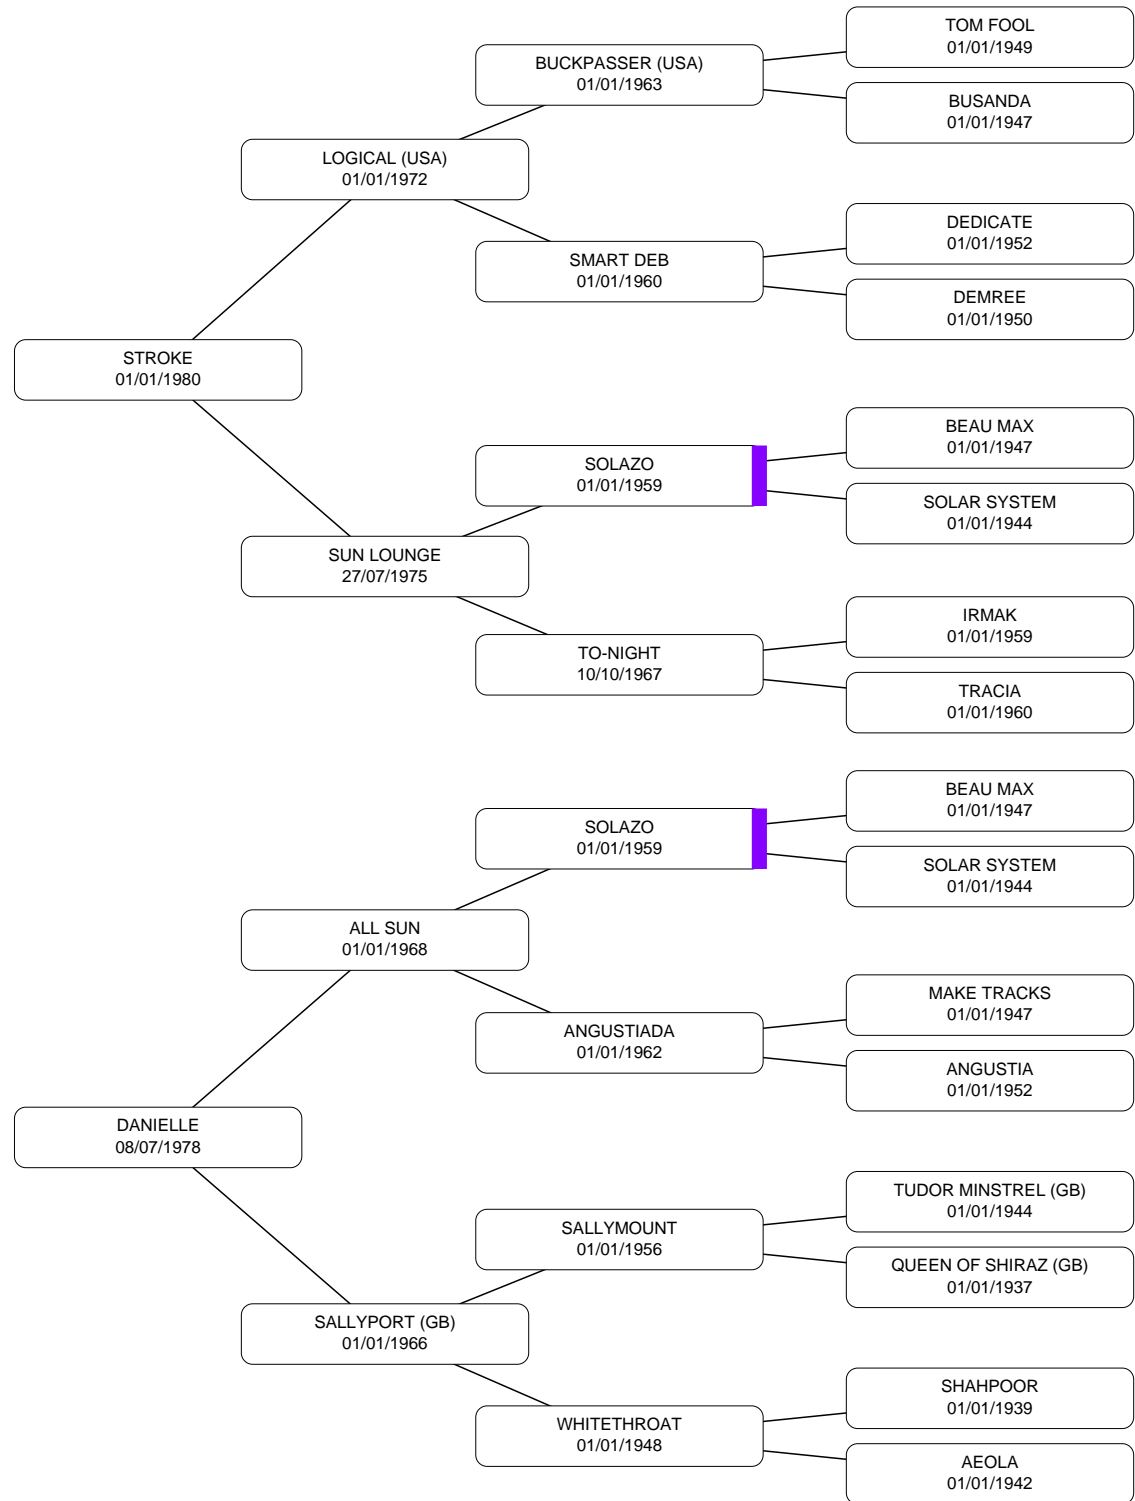 TOM FOOL
01/01/1949
BUCKPASSER (USA)
01/01/1963
BUSANDA
01/01/1947
LOGICAL (USA)
01/01/1972
DEDICATE
01/01/1952
SMART DEB
01/01/1960
DEMREE
01/01/1950
STROKE
01/01/1980
BEAU MAX
01/01/1947
SOLAZO
01/01/1959
SOLAR SYSTEM
01/01/1944
SUN LOUNGE
27/07/1975
IRMAK
01/01/1959
TO-NIGHT
10/10/1967
TRACIA
01/01/1960
BEAU MAX
01/01/1947
SOLAZO
01/01/1959
SOLAR SYSTEM
01/01/1944
ALL SUN
01/01/1968
MAKE TRACKS
01/01/1947
ANGUSTIADA
01/01/1962
ANGUSTIA
01/01/1952
DANIELLE
08/07/1978
TUDOR MINSTREL (GB)
01/01/1944
SALLYMOUNT
01/01/1956
QUEEN OF SHIRAZ (GB)
01/01/1937
SALLYPORT (GB)
01/01/1966
SHAHPOOR
01/01/1939
WHITETHROAT
01/01/1948
AEOLA
01/01/1942